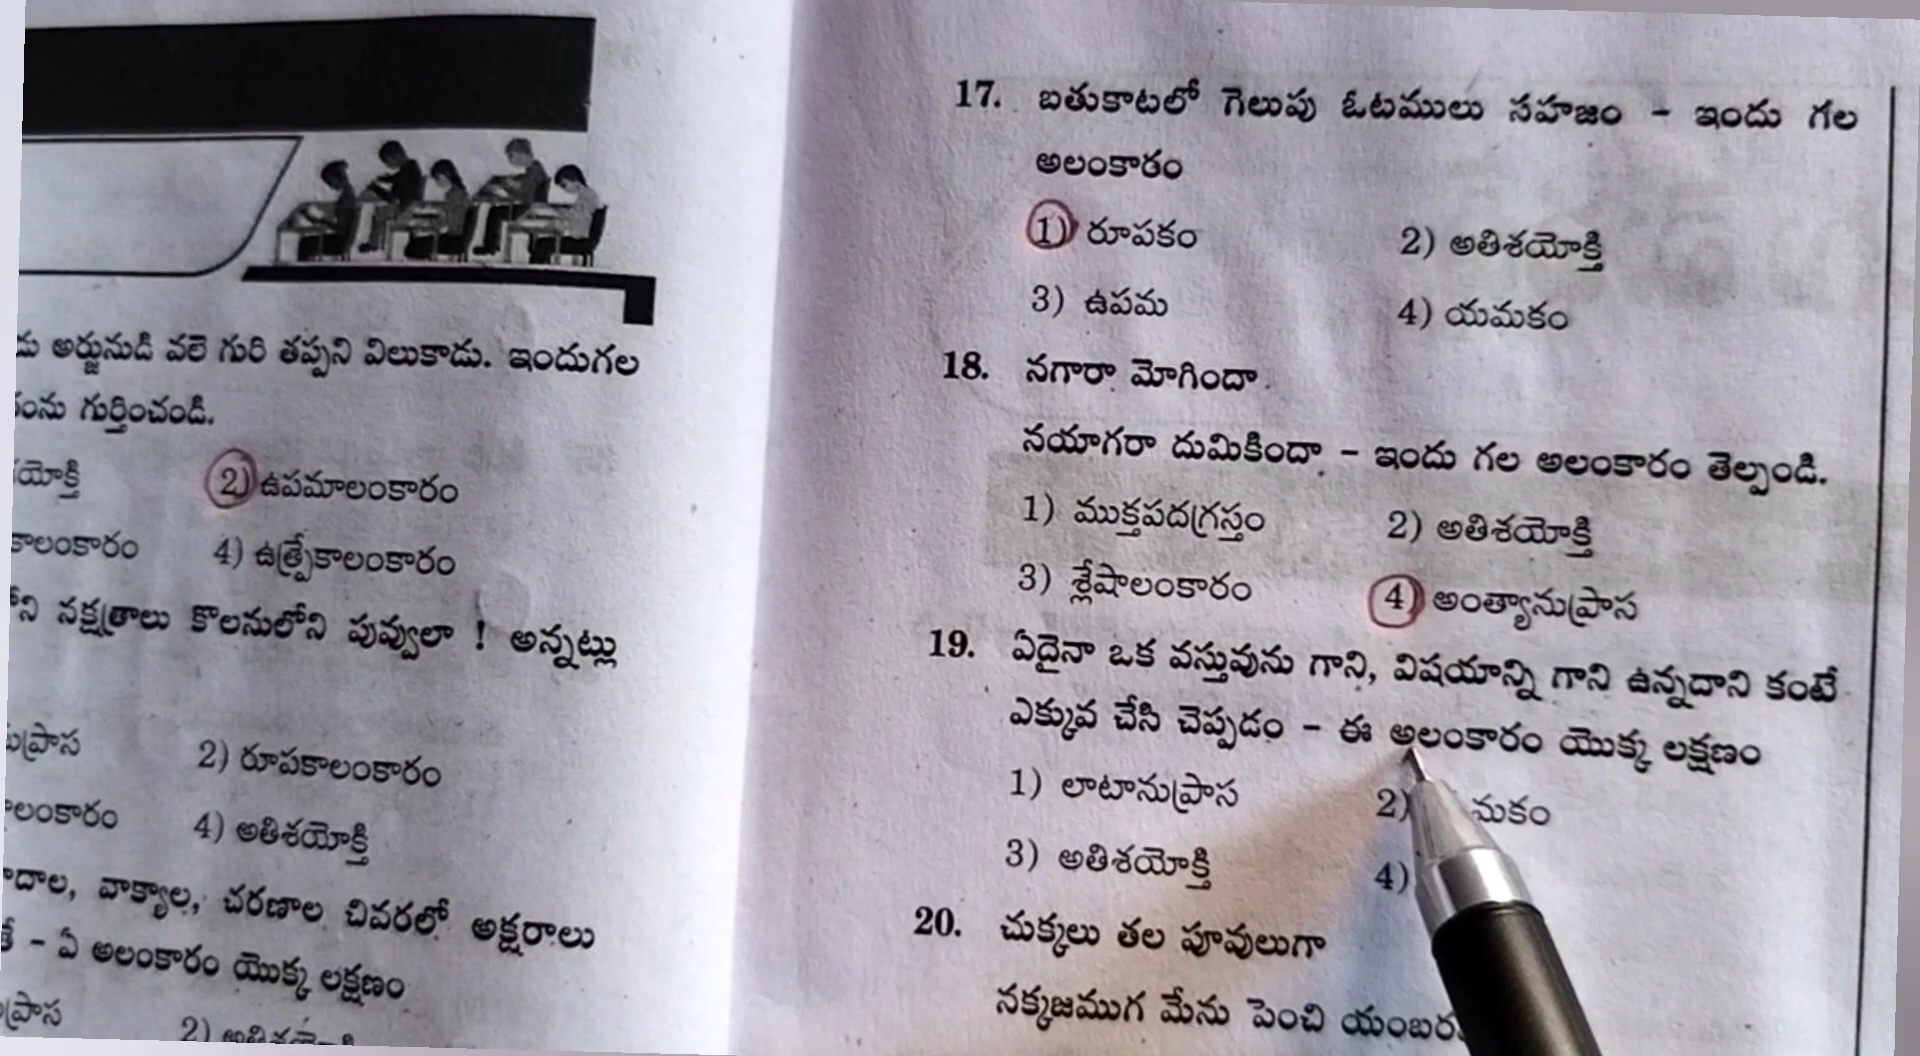 అర్జునుడి వలె గురి తప్పని విలుకాడు. ఇందుగల
గుర్తించండి.
2) ఉపమాలంకారం
4) ఉత్ప్రేక్షాలంకారం
నక్షత్రాలు కొలనులోని పువ్వులా ! అన్నట్లు
2) రూపకాలంకారం
4) అతిశయోక్తి
వాక్యాల, చరణాల చివరలో అక్షరాలు
- ఏ అలంకారం యొక్క లక్షణం
2)
17. బతుకాటలో గెలుపు ఓటములు సహజం - ఇందు గల
అలంకారం
1) రూపకం 2) అతిశయోక్తి
3) ఉపమ 4) యమకం
18. నగారా మోగిందా
నయాగరా దుమికిందా - ఇందు గల అలంకారం తెల్పండి.
1) ముక్తపదగ్రస్తం 2) అతిశయోక్తి
3) శ్లేషాలంకారం 4) అంత్యానుప్రాస
19. ఏదైనా ఒక వస్తువును గాని, విషయాన్ని గాని ఉన్నదాని కంటే
ఎక్కువ చేసి చెప్పడం - ఈ అలంకారం యొక్క లక్షణం
1) లాటానుప్రాస 2)
3) అతిశయోక్తి 4)
20. చుక్కలు తల పూవులుగా
నక్కజముగ మేను పెంచి